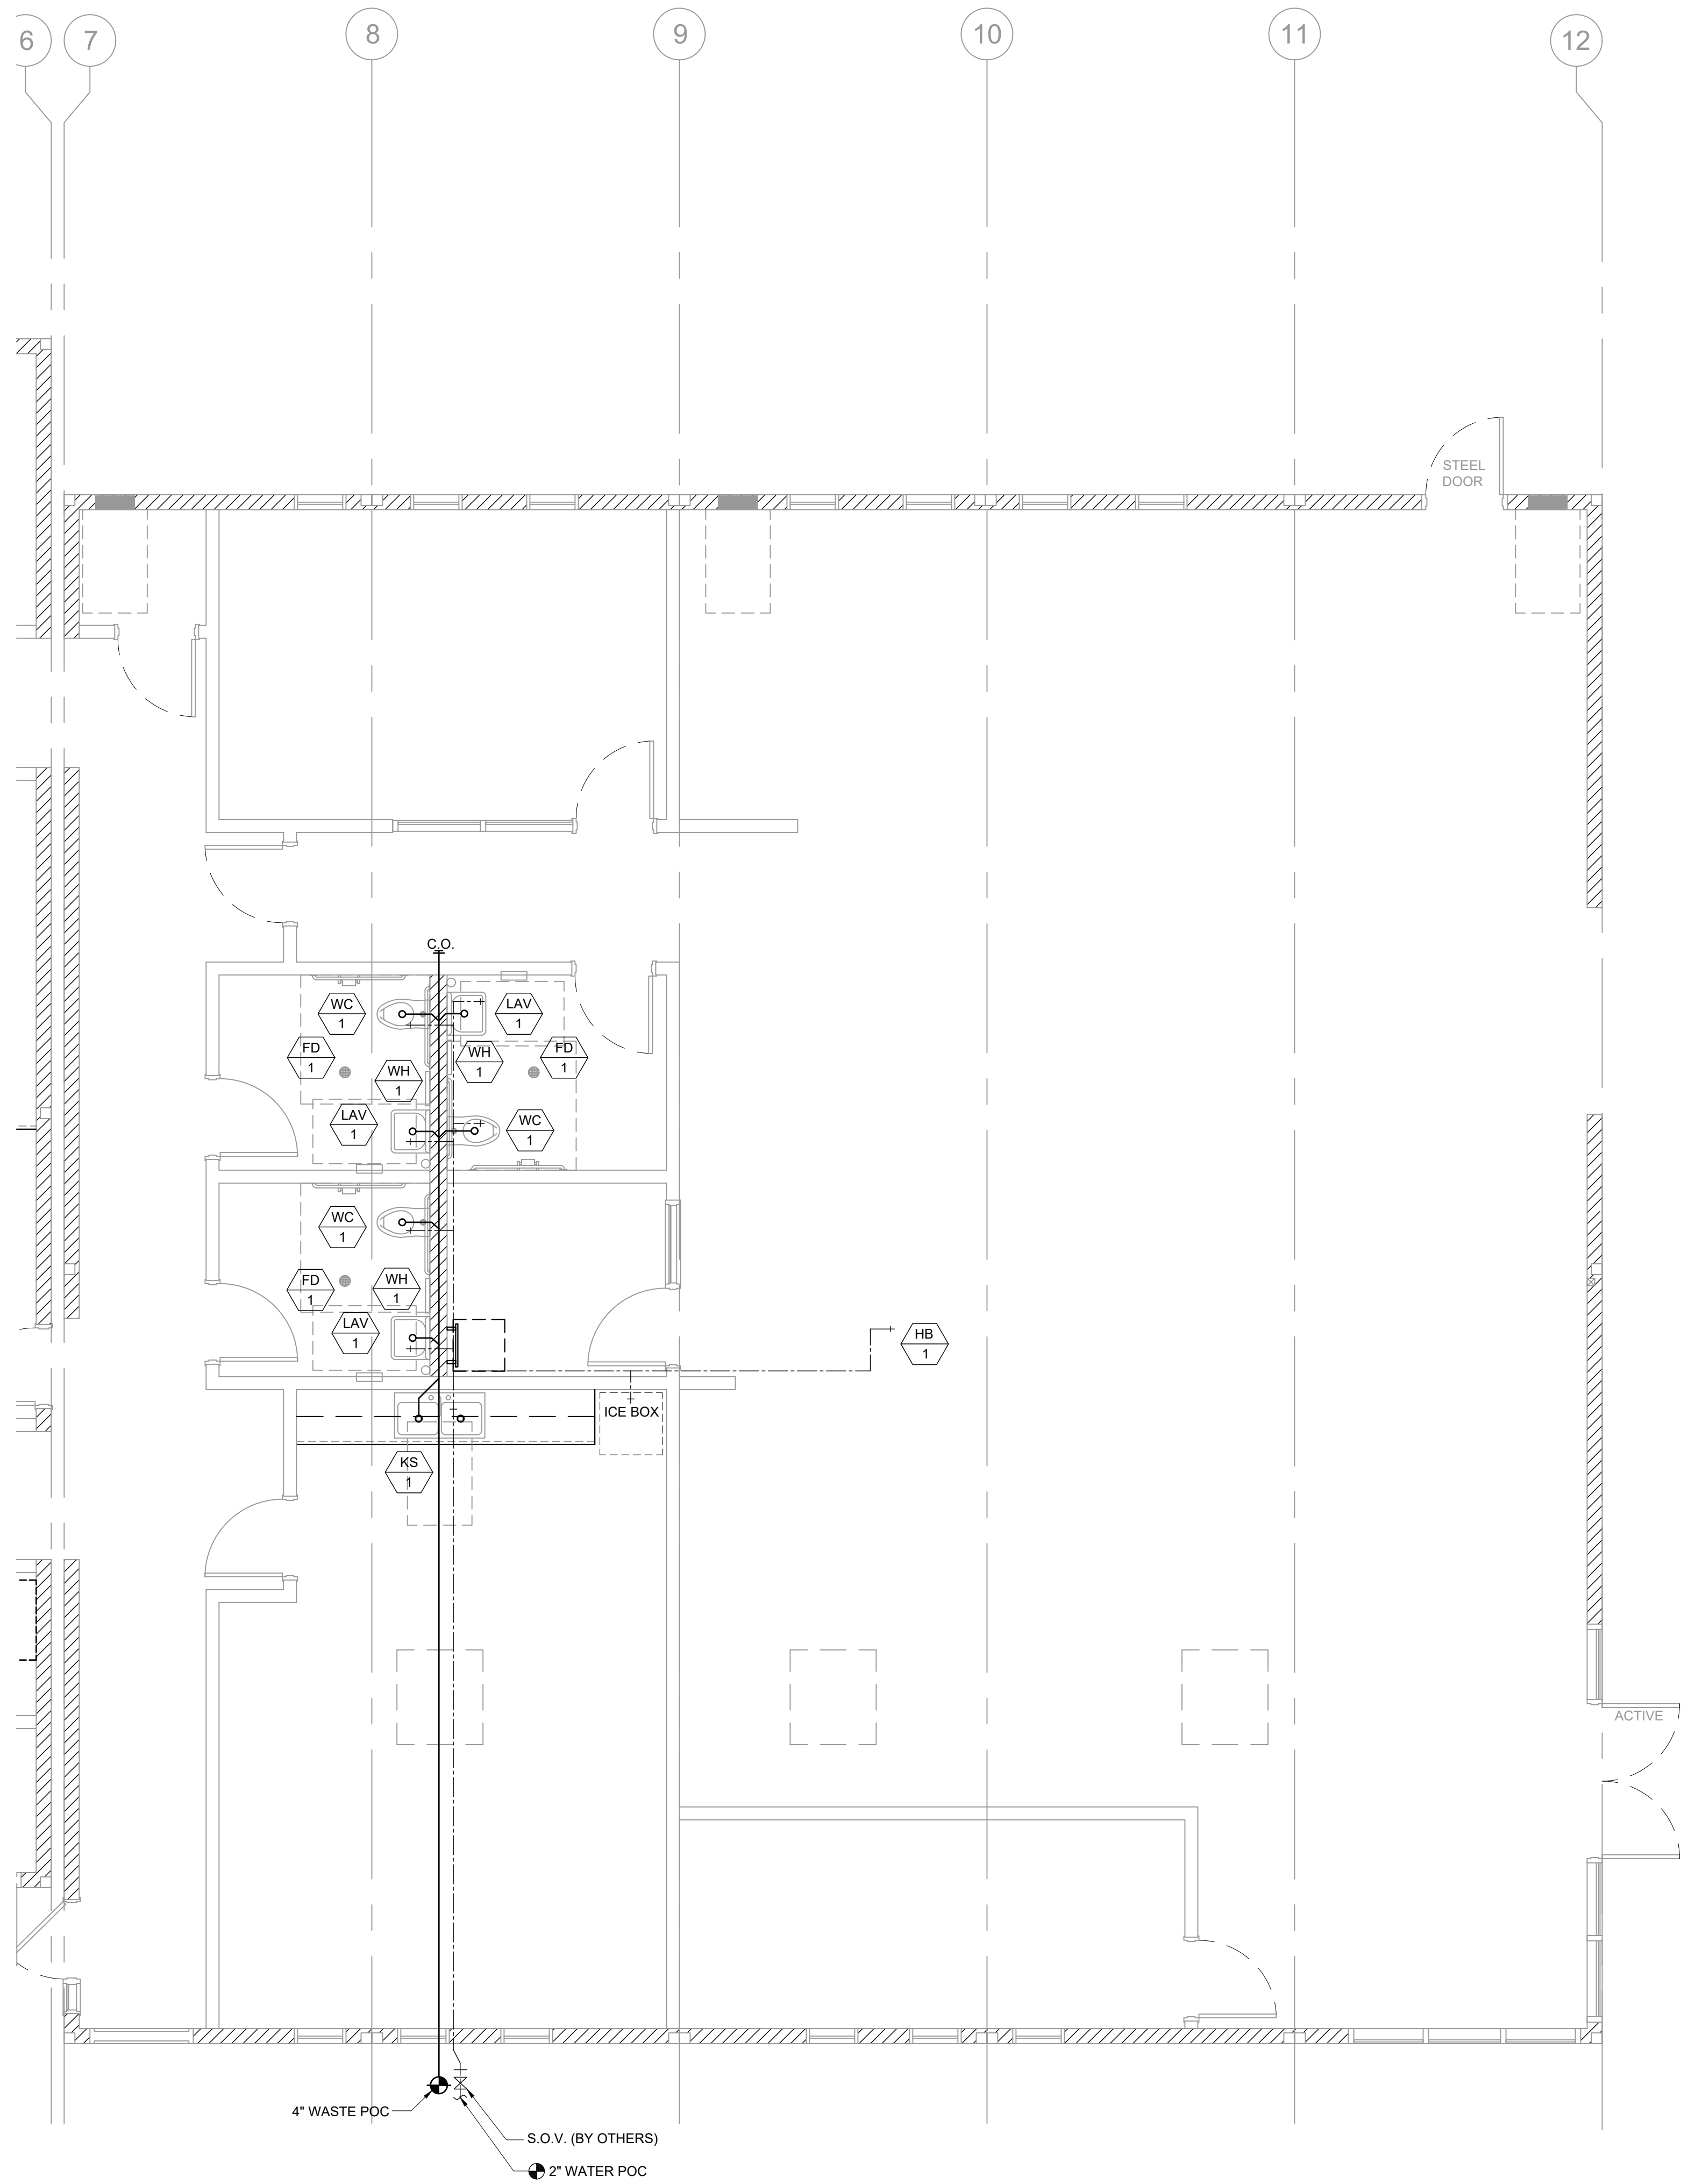 6
7
8
9
10
11
12
STEEL
DOOR
C.O.
WC
1
LAV
1
FD
1
WH
1
WH
1
FD
1
LAV
1
WC
1
WC
1
FD
1
WH
1
LAV
1
HB
1
ICE BOX
KS
1
ACTIVE
4" WASTE POC
S.O.V. (BY OTHERS)
2" WATER POC